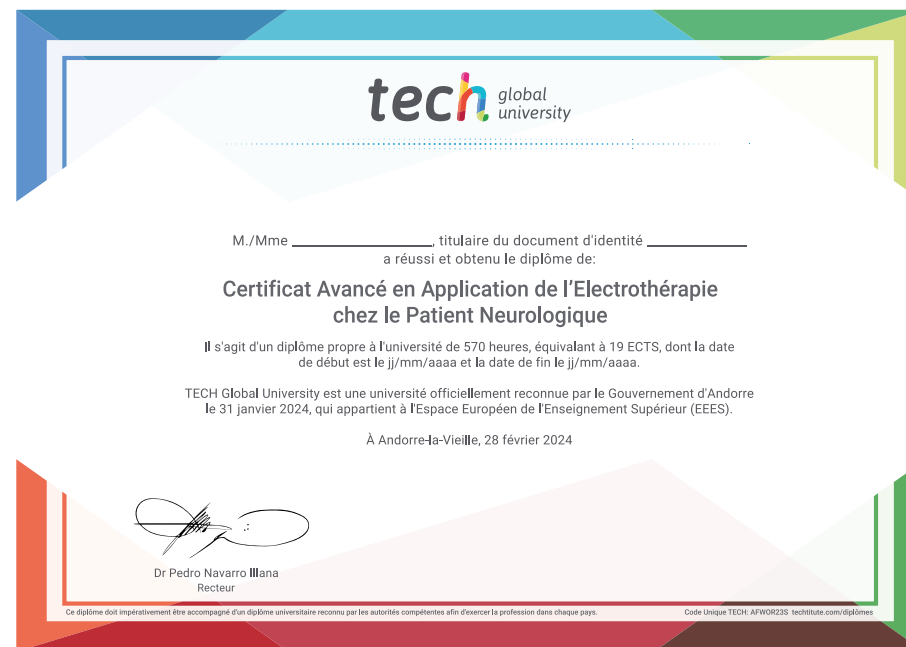 tech global university
M./Mme ____________________, titulaire du document d'identité ______________
a réussi et obtenu le diplôme de:
Certificat Avancé en Application de l’Electrothérapie
chez le Patient Neurologique
Il s'agit d'un diplôme propre à l'université de 570 heures, équivalant à 19 ECTS, dont la date
de début est le jj/mm/aaaa et la date de fin le jj/mm/aaaa.
TECH Global University est une université officiellement reconnue par le Gouvernement d'Andorre
le 31 janvier 2024, qui appartient à l'Espace Européen de l'Enseignement Supérieur (EEES).
À Andorre-la-Vieille, 28 février 2024
Dr Pedro Navarro Illana
Recteur
Ce diplôme doit impérativement être accompagné d'un diplôme universitaire reconnu par les autorités compétentes afin d'exercer la profession dans chaque pays.
Code Unique TECH: AFWOR23S techtitute.com/diplômes